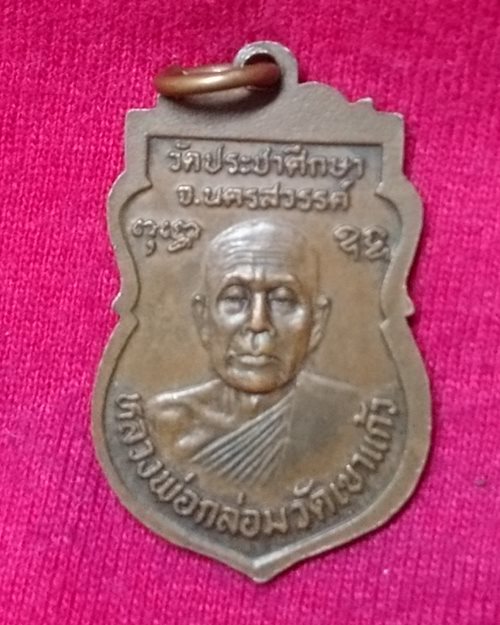 วัดประชาศึกษา
จ.นครสวรรค์
หลวงพ่อกล่อมวัดเขาแก้ว